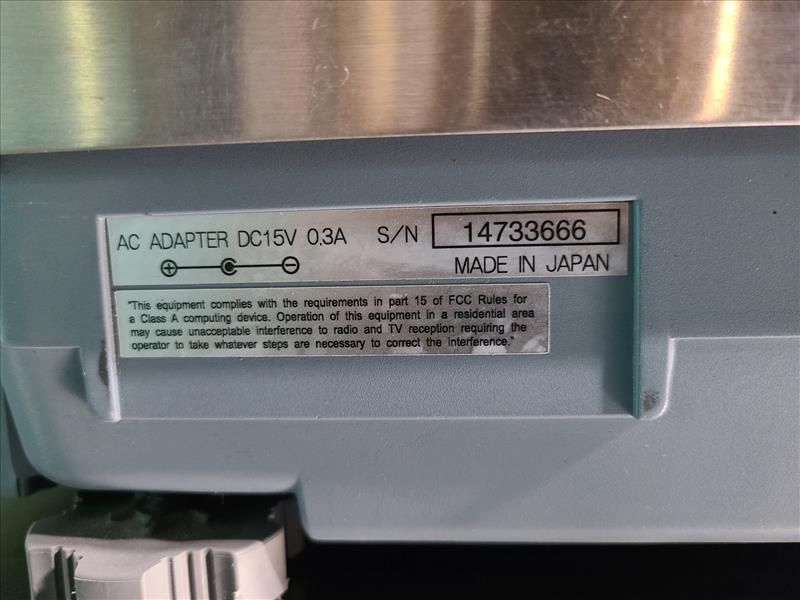 AC ADAPTER DC15V 0.3A S/N 14733666
MADE IN JAPAN
"This equipment complies with the requirements in part 15 of FCC Rules for
a Class A computing device. Operation of this equipment in a residential area
may cause unacceptable interference to radio and TV reception requiring the
operator to take whatever steps are necessary to correct the interference."